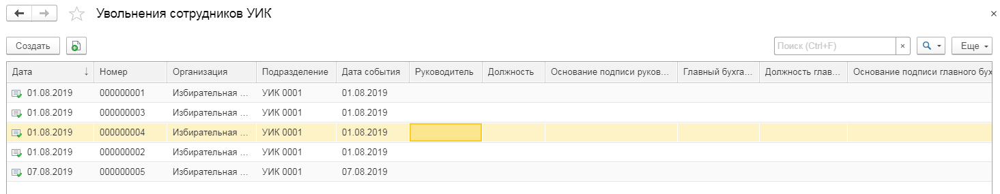 Увольнения сотрудников УИК
Создать Поиск (Ctrl+F) × Еще
Дата ↓ Номер Организация Подразделение Дата события Руководитель Должность Основание подписи руков... Главный бухга... Должность глав... Основание подписи главного бух
01.08.2019 000000001 Избирательная ... УИК 0001 01.08.2019
01.08.2019 000000003 Избирательная ... УИК 0001 01.08.2019
01.08.2019 000000004 Избирательная ... УИК 0001 01.08.2019
01.08.2019 000000002 Избирательная ... УИК 0001 01.08.2019
07.08.2019 000000005 Избирательная ... УИК 0001 07.08.2019